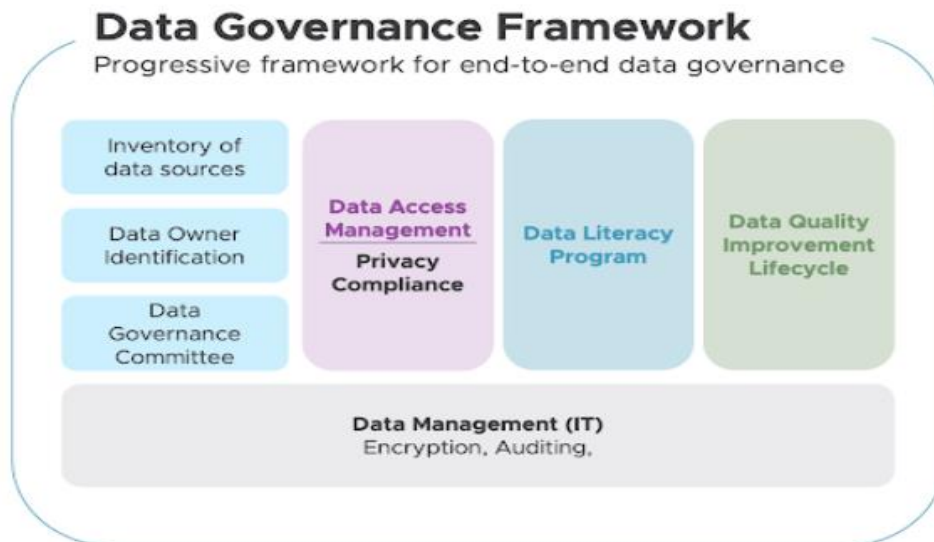 Data Governance Framework
Progressive framework for end-to-end data governance
Inventory of
data sources
Data Owner
Identification
Data
Governance
Committee
Data Access
Management
Privacy
Compliance
Data Literacy
Program
Data Quality
Improvement
Lifecycle
Data Management (IT)
Encryption, Auditing,